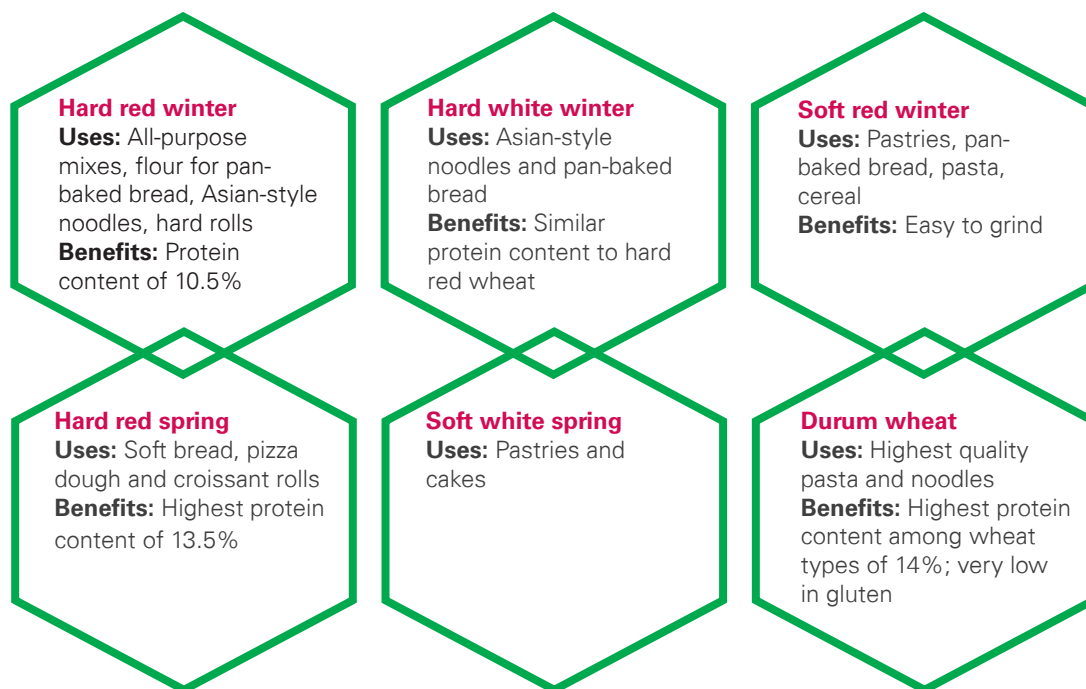 Hard red winter
Uses: All-purpose
mixes, flour for pan-
baked bread, Asian-style
noodles, hard rolls
Benefits: Protein
content of 10.5%
Hard white winter
Uses: Asian-style
noodles and pan-baked
bread
Benefits: Similar
protein content to hard
red wheat
Soft red winter
Uses: Pastries, pan-
baked bread, pasta,
cereal
Benefits: Easy to grind
Hard red spring
Uses: Soft bread, pizza
dough and croissant rolls
Benefits: Highest protein
content of 13.5%
Soft white spring
Uses: Pastries and
cakes
Durum wheat
Uses: Highest quality
pasta and noodles
Benefits: Highest protein
content among wheat
types of 14%; very low
in gluten